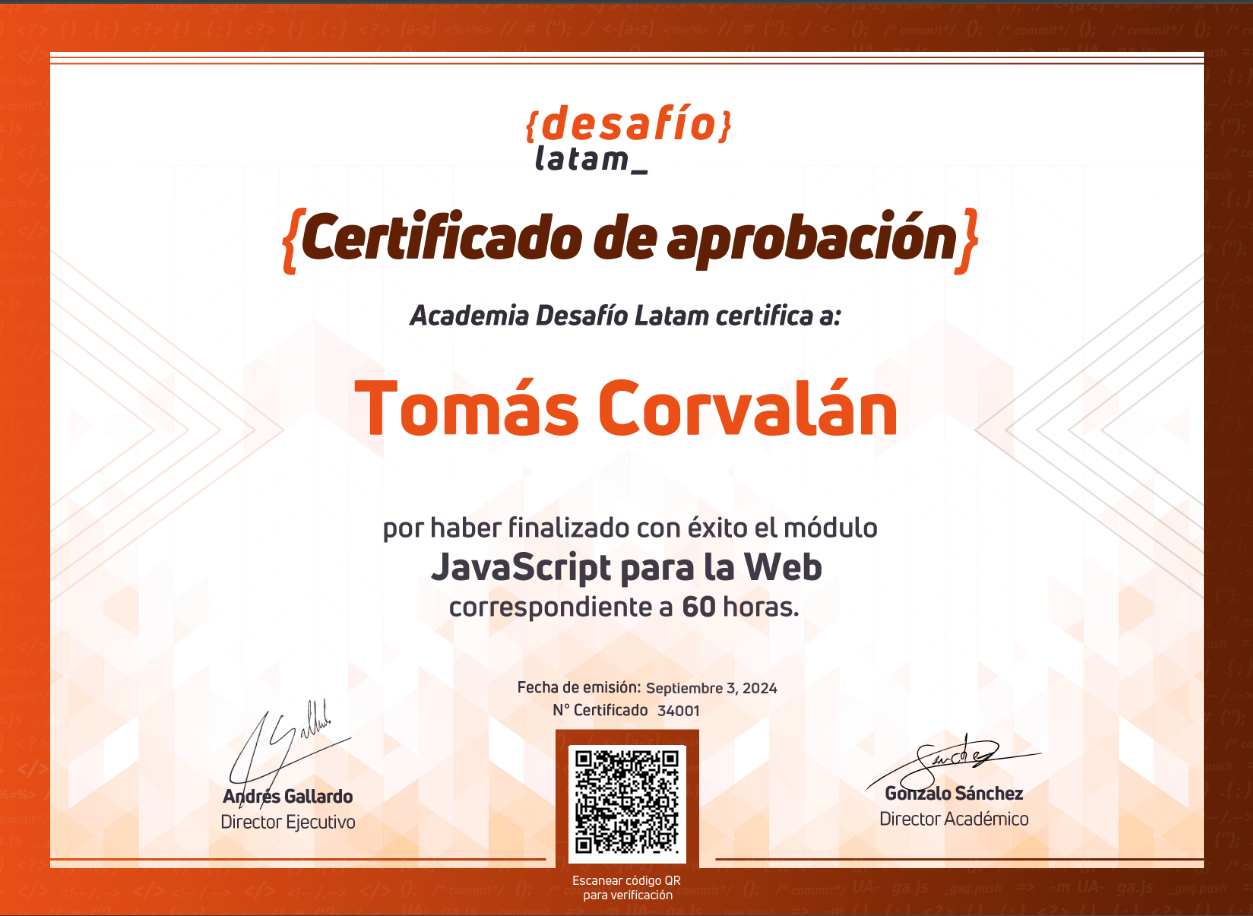 {desafío}
latam_
{Certificado de aprobación}
Academia Desafío Latam certifica a:
Tomás Corvalán
por haber finalizado con éxito el módulo
JavaScript para la Web
correspondiente a 60 horas.
Fecha de emisión: Septiembre 3, 2024
N° Certificado 34001
Andrés Gallardo
Director Ejecutivo
Gonzalo Sánchez
Director Académico
Escanear código QR
para verificación